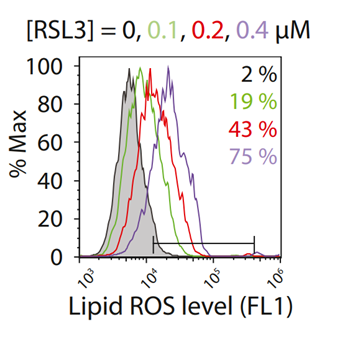 [RSL3] = 0, 0.1, 0.2, 0.4 μM
% Max
100
80
60
40
20
0
2 %
19 %
43 %
75 %
10³ 10⁴ 10⁵ 10⁶
Lipid ROS level (FL1)